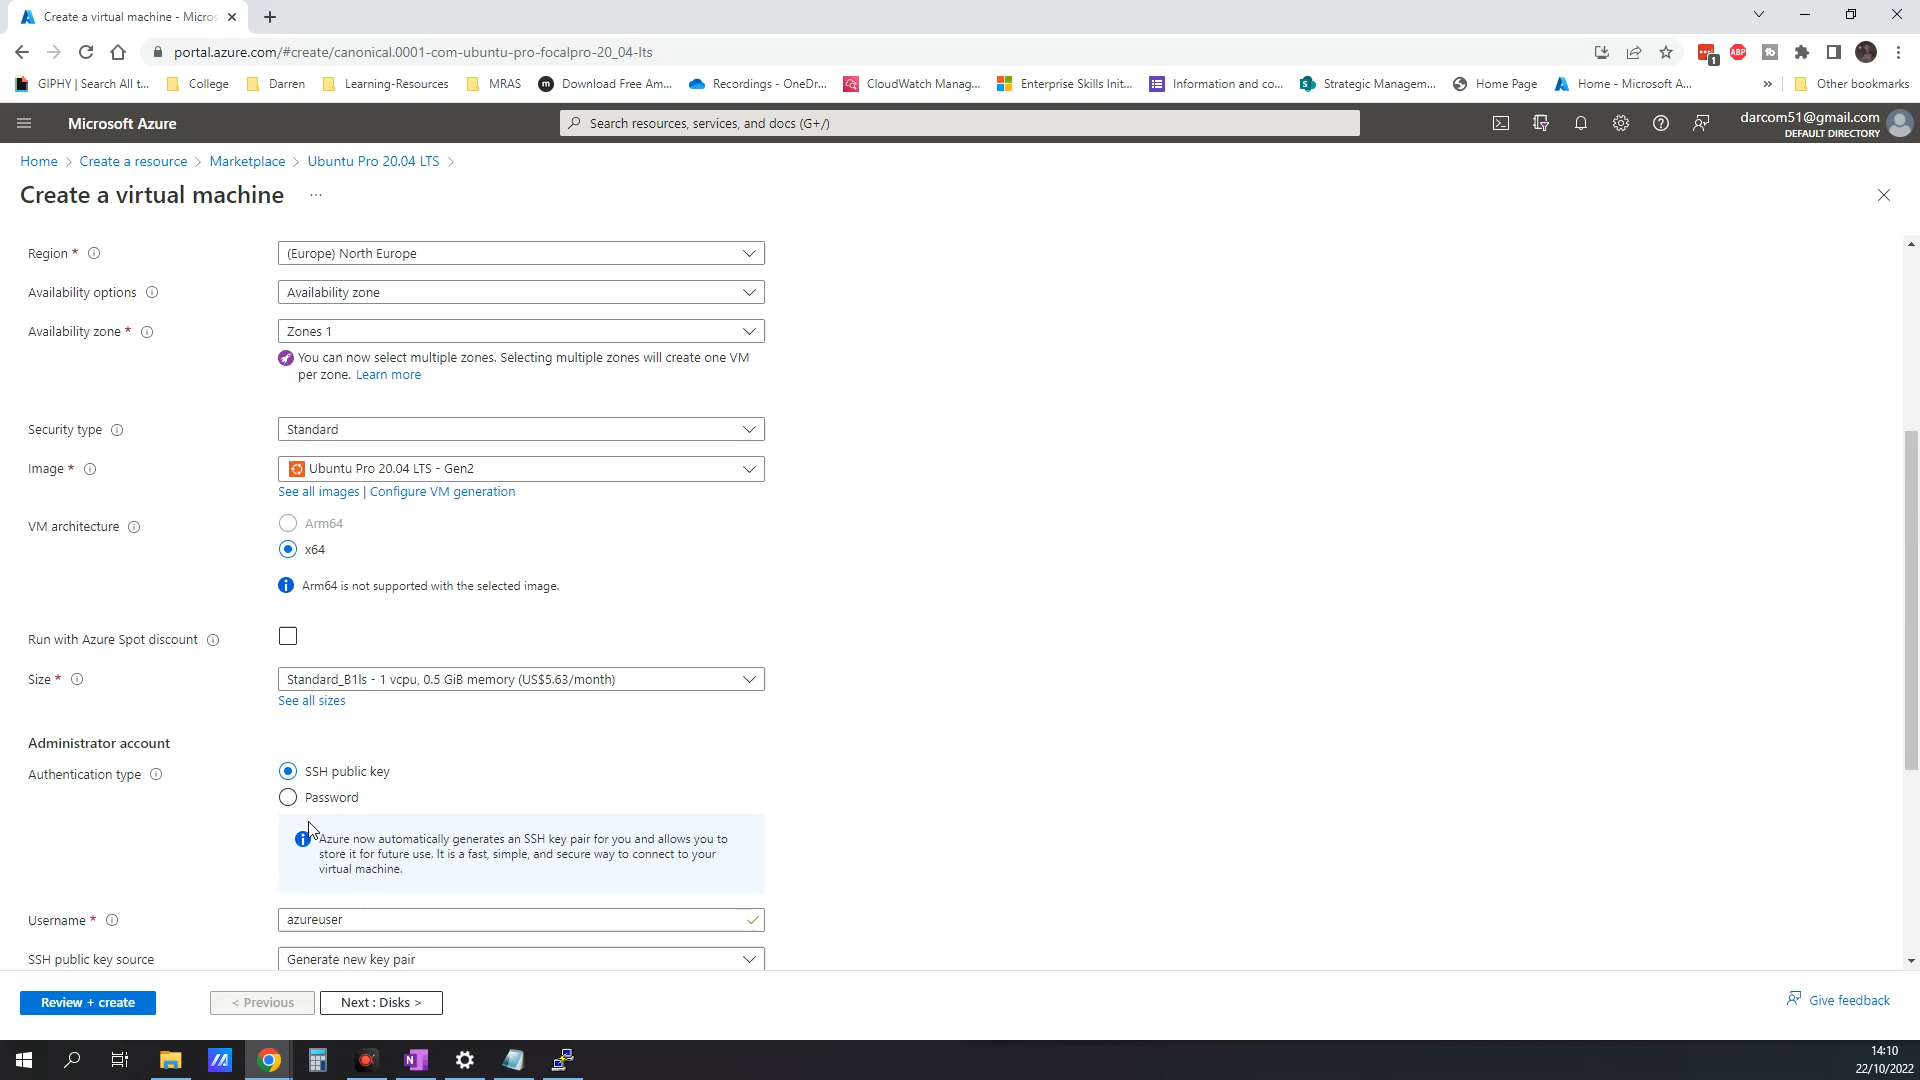 Create a virtual machine - Micros
portal.azure.com/#create/canonical.0001-com-ubuntu-pro-focalpro-20_04-lts
1
ABP
GIPHY | Search All t...
College
Darren
Learning-Resources
MRAS
m
Download Free Am...
Recordings - OneDr...
CloudWatch Manag...
Enterprise Skills Init...
Information and co...
Strategic Managem...
Home Page
Home - Microsoft A...
»
Other bookmarks
Microsoft Azure
Search resources, services, and docs (G+/)
darcom51@gmail.com
DEFAULT DIRECTORY
Home > Create a resource > Marketplace > Ubuntu Pro 20.04 LTS >
Create a virtual machine ...
Region *
(Europe) North Europe
Availability options
Availability zone
Availability zone *
Zones 1
You can now select multiple zones. Selecting multiple zones will create one VM
per zone. Learn more
Security type
Standard
Image *
Ubuntu Pro 20.04 LTS - Gen2
See all images | Configure VM generation
VM architecture
Arm64
x64
Arm64 is not supported with the selected image.
Run with Azure Spot discount
Size *
Standard_B1ls - 1 vcpu, 0.5 GiB memory (US$5.63/month)
See all sizes
Administrator account
Authentication type
SSH public key
Password
Azure now automatically generates an SSH key pair for you and allows you to
store it for future use. It is a fast, simple, and secure way to connect to your
virtual machine.
Username *
azureuser
SSH public key source
Generate new key pair
Review + create
< Previous
Next : Disks >
Give feedback
N
14:10
22/10/2022